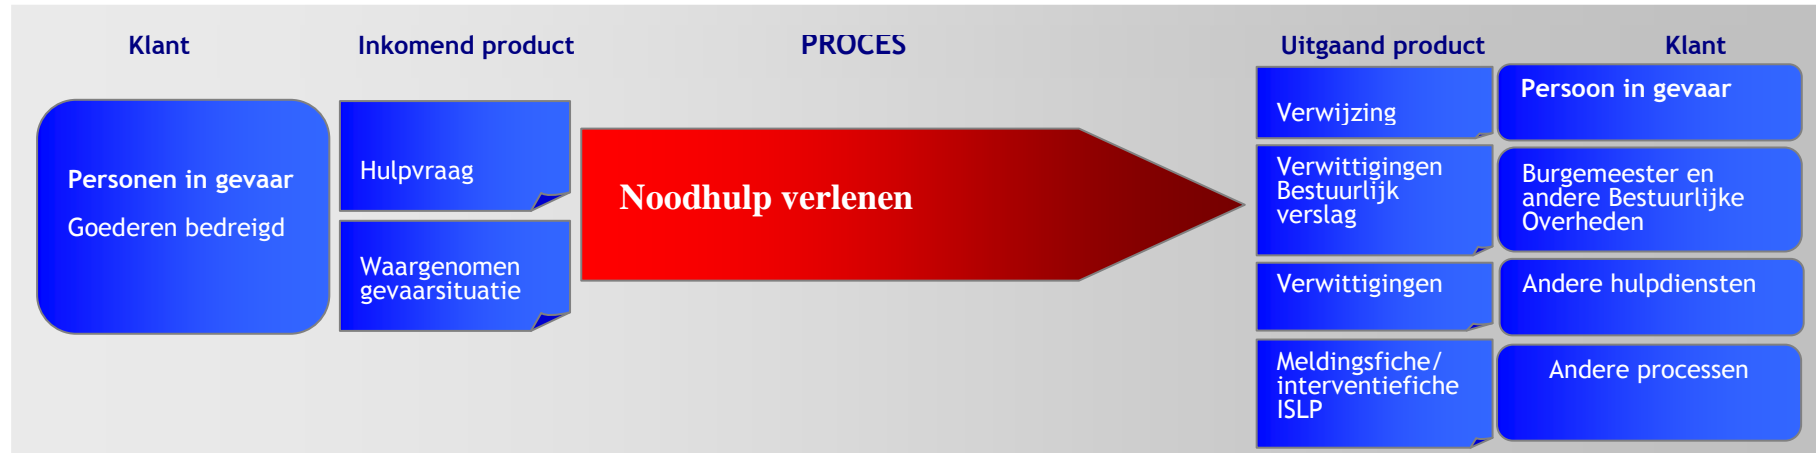 Klant
Inkomend product
PROCES
Uitgaand product
Klant
Personen in gevaar
Goederen bedreigd
Hulpvraag
Waargenomen
gevaarsituatie
Noodhulp verlenen
Verwijzing
Persoon in gevaar
Verwittigingen
Bestuurlijk
verslag
Burgemeester en
andere Bestuurlijke
Overheden
Verwittigingen
Andere hulpdiensten
Meldingsfiche/
interventiefiche
ISLP
Andere processen